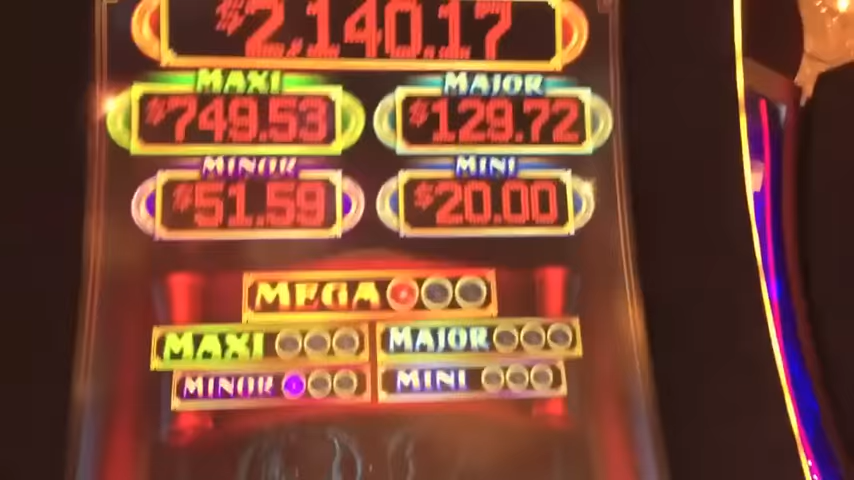 $2,140.17
MAXI
MAJOR
$749.53
$129.72
MINOR
MINI
$51.59
$20.00
MEGA
MAXI
MAJOR
MINOR
MINI